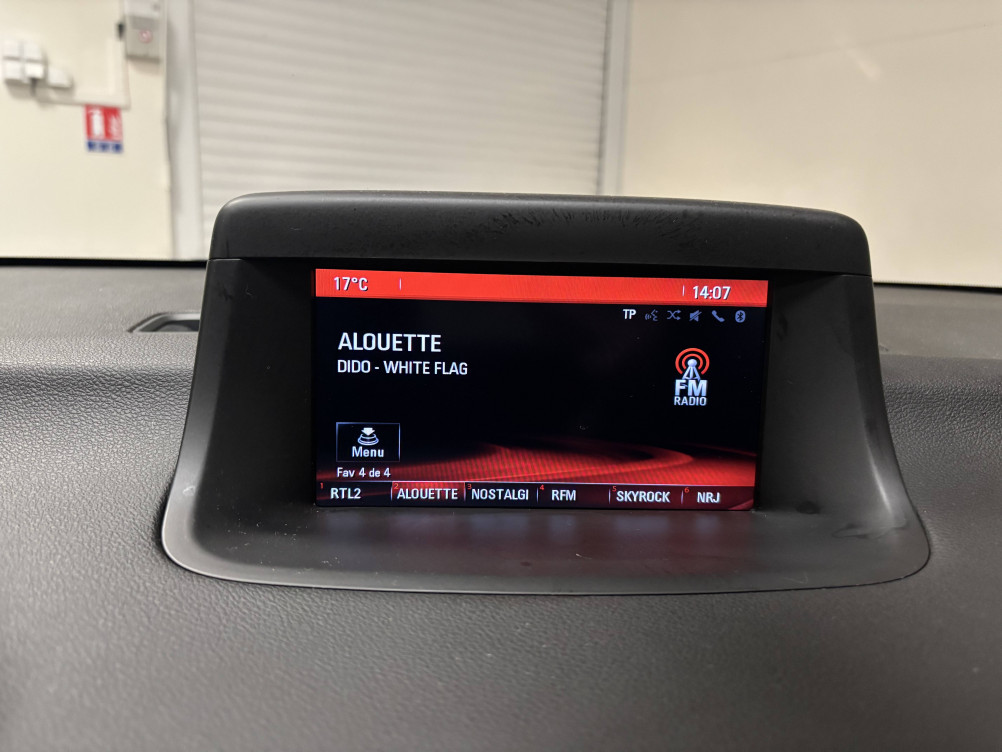 17°C 14:07
TP
ALOUETTE
DIDO - WHITE FLAG
FM
RADIO
Menu
Fav 4 de 4
1 RTL2 2 ALOUETTE 3 NOSTALGI 4 RFM 5 SKYROCK 6 NRJ